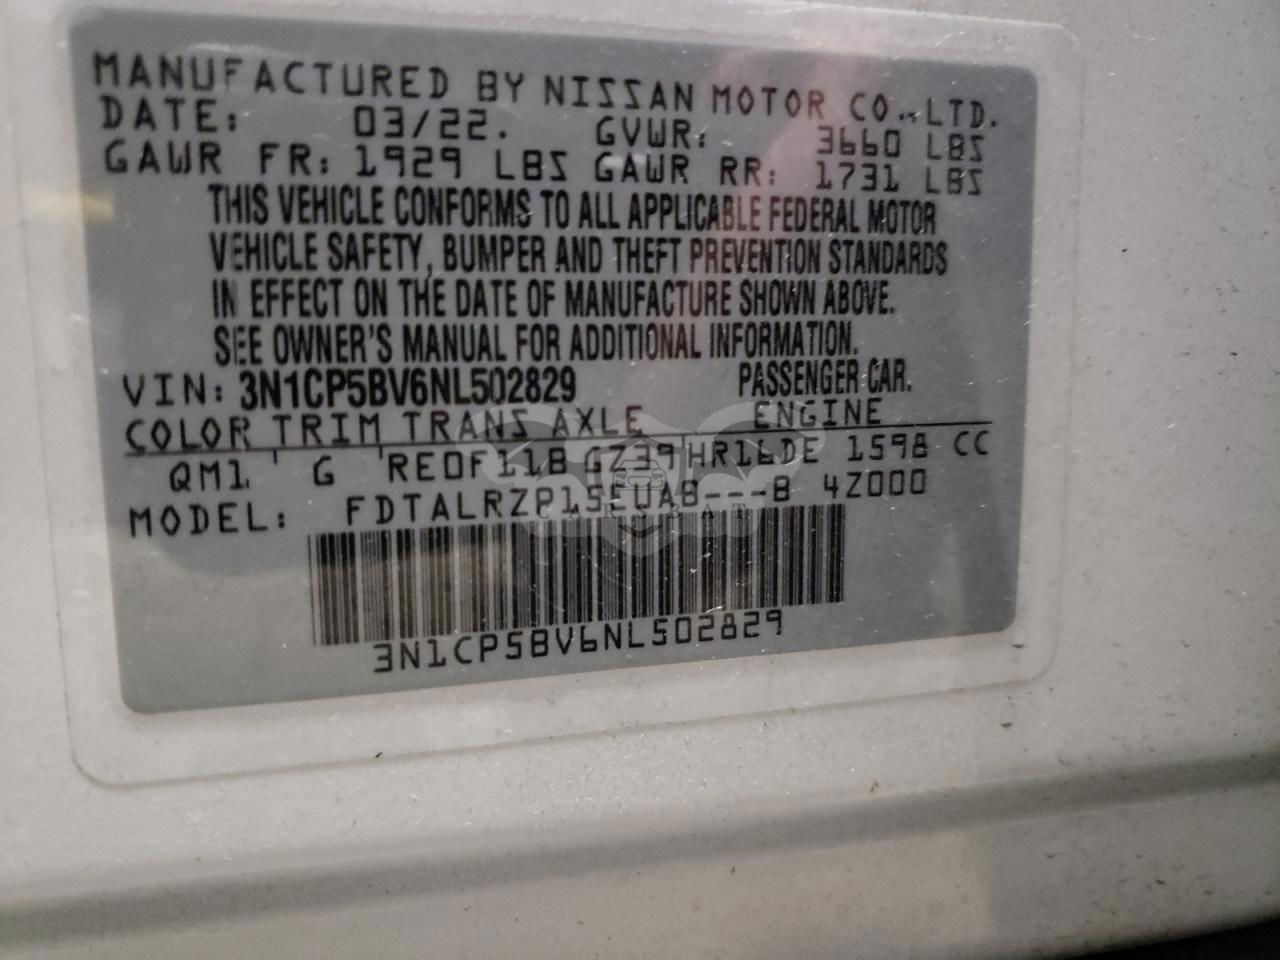 MANUFACTURED BY NISSAN MOTOR CO.,LTD.
DATE: 03/22. GVWR: 3660 LBS
GAWR FR: 1929 LBS GAWR RR: 1731 LBS
THIS VEHICLE CONFORMS TO ALL APPLICABLE FEDERAL MOTOR
VEHICLE SAFETY, BUMPER AND THEFT PREVENTION STANDARDS
IN EFFECT ON THE DATE OF MANUFACTURE SHOWN ABOVE.
SEE OWNER'S MANUAL FOR ADDITIONAL INFORMATION.
VIN: 3N1CP5BV6NL502829 PASSENGER CAR.
COLOR TRIM TRANS AXLE ENGINE
QM1 G RE0F11B GZ39 HR16DE 1598 CC
MODEL: FDTALRZP15EUAB---B 4Z000
CARSBAT
3N1CP5BV6NL502829